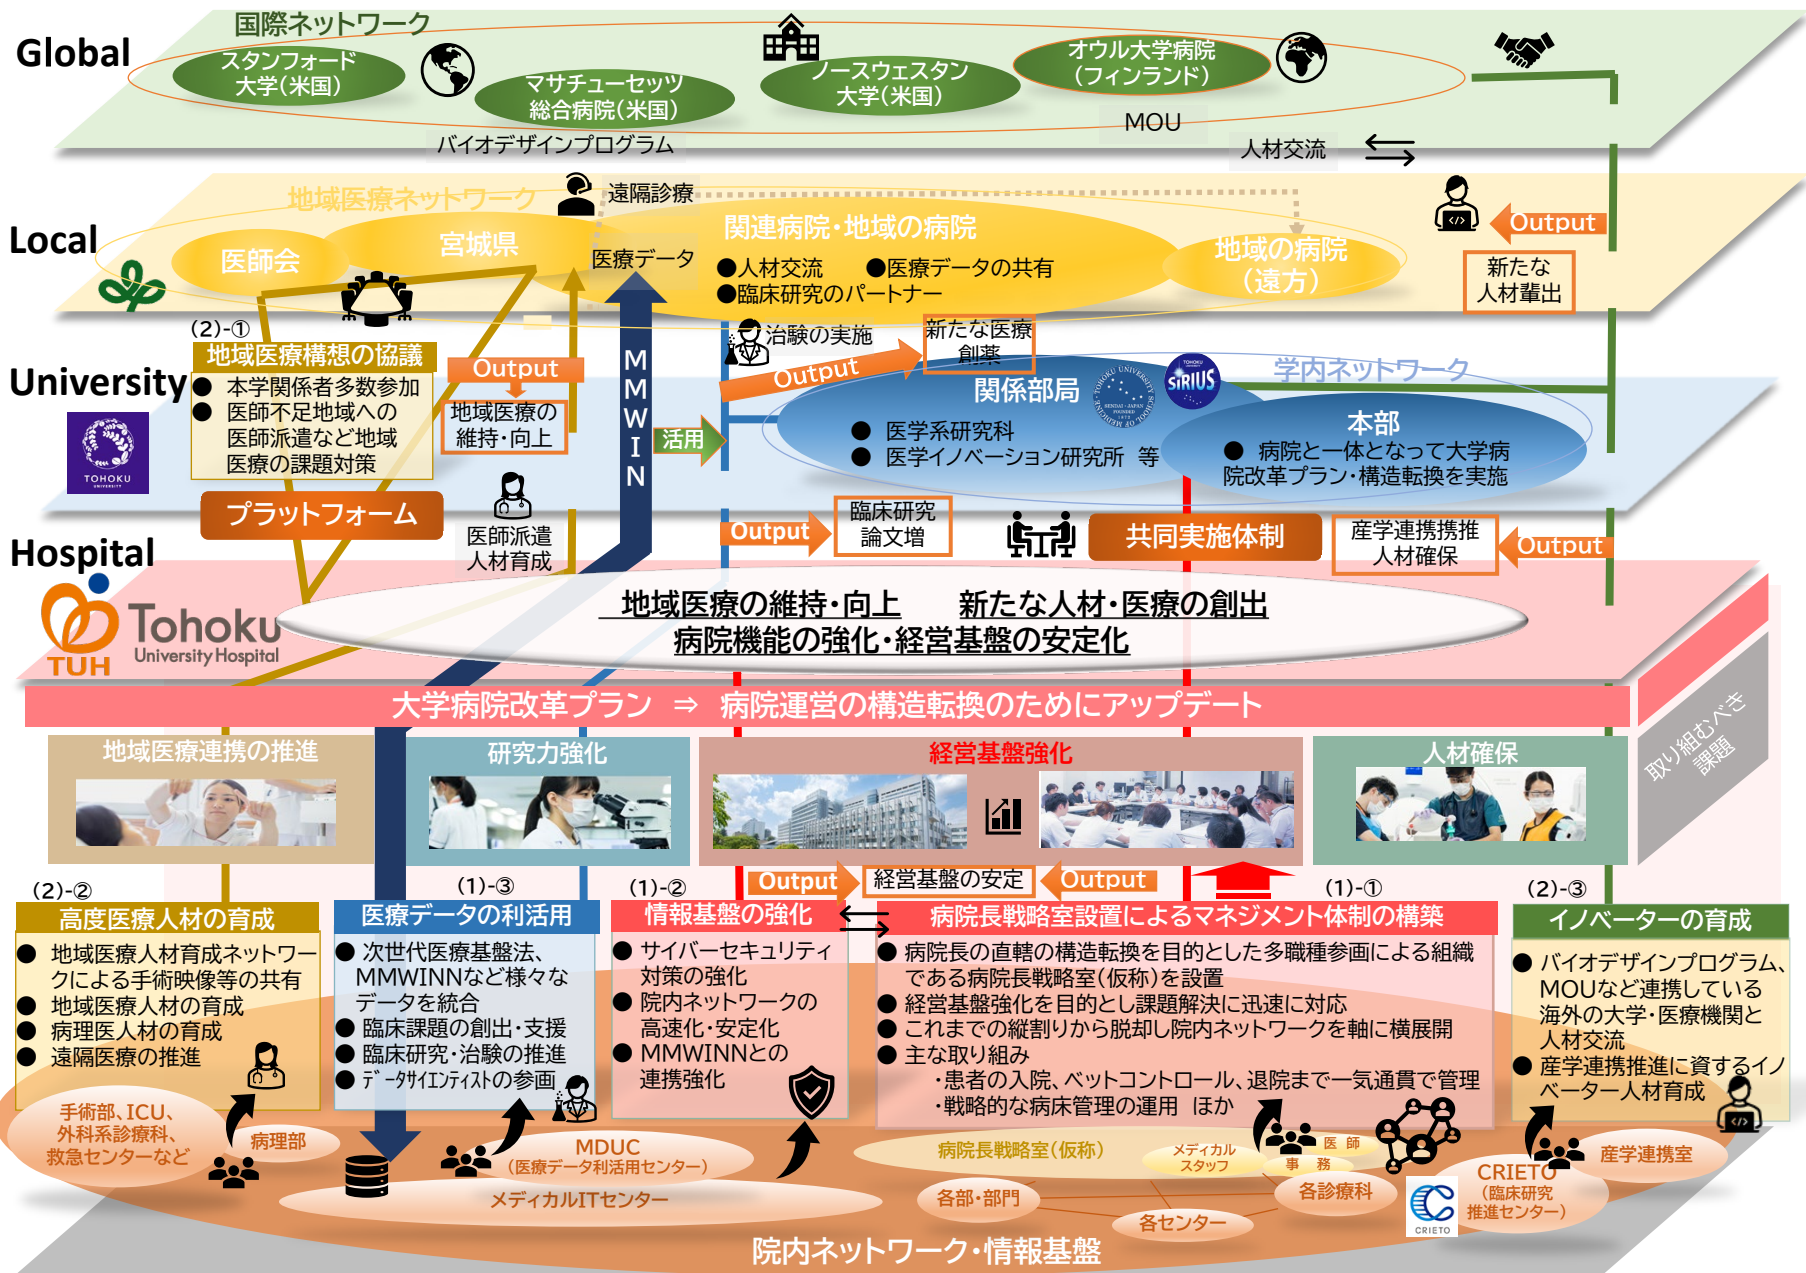 Global
国際ネットワーク
スタンフォード
大学(米国)
マサチューセッツ
総合病院(米国)
ノースウェスタン
大学(米国)
オウル大学病院
(フィンランド)
バイオデザインプログラム
MOU
人材交流
Local
地域医療ネットワーク
遠隔診療
医師会
宮城県
医療データ
関連病院・地域の病院
●人材交流 ●医療データの共有
●臨床研究のパートナー
地域の病院
(遠方)
Output
新たな
人材輩出
(2)-①
地域医療構想の協議
● 本学関係者多数参加
● 医師不足地域への
医師派遣など地域
医療の課題対策
Output
地域医療の
維持・向上
MMWIN
活用
治験の実施
Output
新たな医療
創薬
University
TOHOKU
UNIVERSITY
学内ネットワーク
関係部局
● 医学系研究科
● 医学イノベーション研究所 等
TOHOKU UNIVERSITY SCHOOL OF MEDICINE
SENDAI・JAPAN
SiRIUS
本部
● 病院と一体となって大学病
院改革プラン・構造転換を実施
プラットフォーム
医師派遣
人材育成
Output
臨床研究
論文増
共同実施体制
産学連携携推
人材確保
Output
Hospital
TUH
Tohoku
University Hospital
地域医療の維持・向上 新たな人材・医療の創出
病院機能の強化・経営基盤の安定化
大学病院改革プラン ⇒ 病院運営の構造転換のためにアップデート
取り組むべき
課題
地域医療連携の推進
研究力強化
経営基盤強化
人材確保
Output
経営基盤の安定
Output
(2)-②
高度医療人材の育成
● 地域医療人材育成ネットワー
クによる手術映像等の共有
● 地域医療人材の育成
● 病理医人材の育成
● 遠隔医療の推進
(1)-③
医療データの利活用
● 次世代医療基盤法、
MMWINNなど様々な
データを統合
● 臨床課題の創出・支援
● 臨床研究・治験の推進
● データサイエンティストの参画
(1)-②
情報基盤の強化
● サイバーセキュリティ
対策の強化
● 院内ネットワークの
高速化・安定化
● MMWINNとの
連携強化
(1)-①
病院長戦略室設置によるマネジメント体制の構築
● 病院長の直轄の構造転換を目的とした多職種参画による組織
である病院長戦略室(仮称)を設置
● 経営基盤強化を目的とし課題解決に迅速に対応
● これまでの縦割りから脱却し院内ネットワークを軸に横展開
● 主な取り組み
・患者の入院、ベットコントロール、退院まで一気通貫で管理
・戦略的な病床管理の運用 ほか
(2)-③
イノベーターの育成
● バイオデザインプログラム、
MOUなど連携している
海外の大学・医療機関と
人材交流
● 産学連携推進に資するイノ
ベーター人材育成
手術部、ICU、
外科系診療科、
救急センターなど
病理部
MDUC
(医療データ利活用センター)
メディカルITセンター
病院長戦略室(仮称)
メディカル
スタッフ
医 師
事 務
各部・部門
各センター
各診療科
CRIETO
CRIETO
(臨床研究
推進センター)
産学連携室
院内ネットワーク・情報基盤